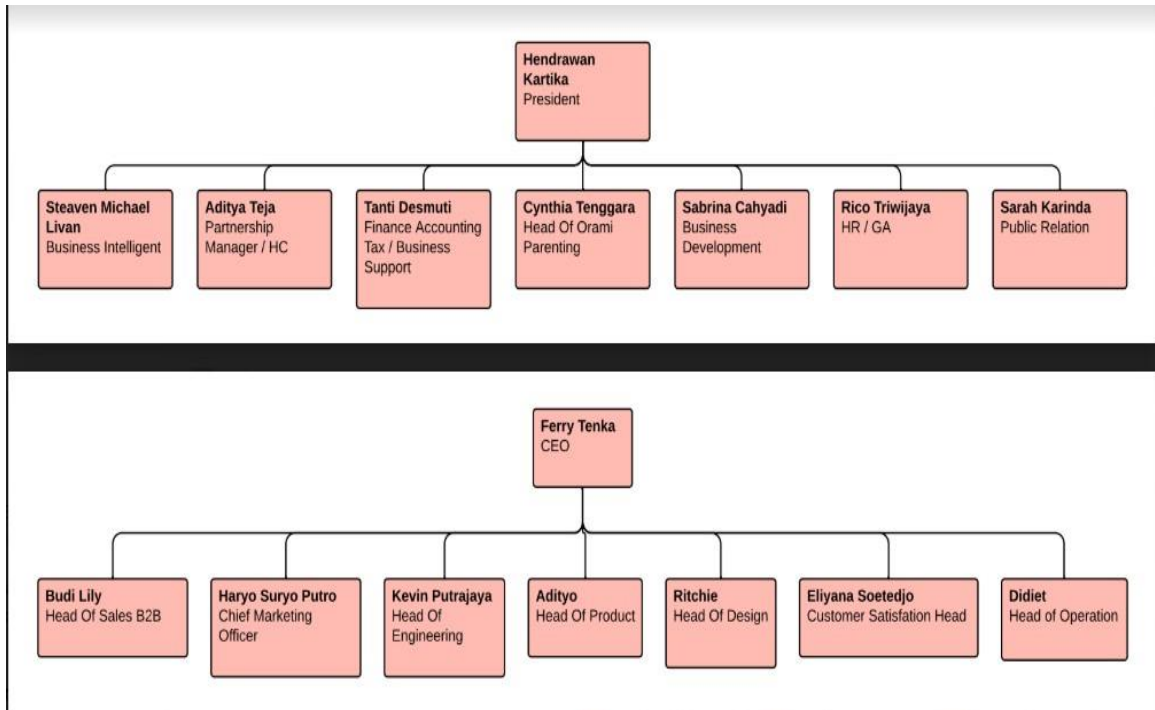 Hendrawan
Kartika
President
Steaven Michael
Livan
Business Intelligent
Aditya Teja
Partnership
Manager / HC
Tanti Desmuti
Finance Accounting
Tax / Business
Support
Cynthia Tenggara
Head Of Orami
Parenting
Sabrina Cahyadi
Business
Development
Rico Triwijaya
HR / GA
Sarah Karinda
Public Relation
Ferry Tenka
CEO
Budi Lily
Head Of Sales B2B
Haryo Suryo Putro
Chief Marketing
Officer
Kevin Putrajaya
Head Of
Engineering
Adityo
Head Of Product
Ritchie
Head Of Design
Eliyana Soetedjo
Customer Satisfation Head
Didiet
Head of Operation